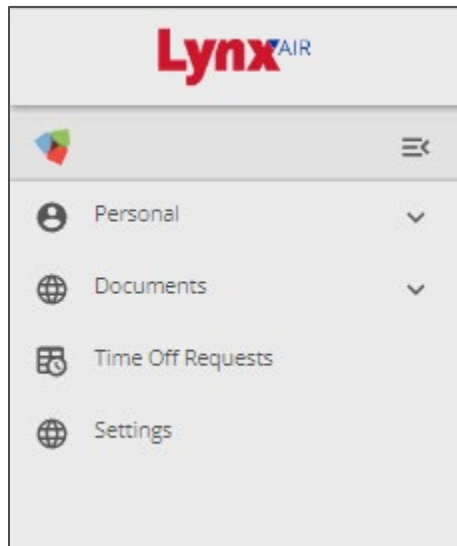 Lynx AIR
Personal
Documents
Time Off Requests
Settings